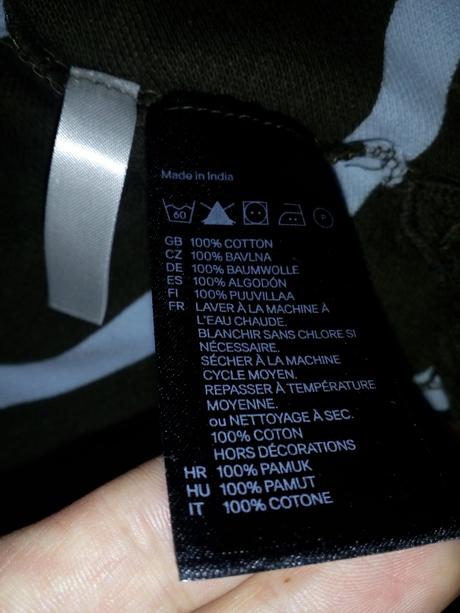 Made in India
60 P
GB 100% COTTON
CZ 100% BAVLNA
DE 100% BAUMWOLLE
ES 100% ALGODÓN
FI 100% PUUVILLAA
FR LAVER À LA MACHINE À
L'EAU CHAUDE.
BLANCHIR SANS CHLORE SI
NÉCESSAIRE.
SÉCHER À LA MACHINE
CYCLE MOYEN.
REPASSER À TEMPÉRATURE
MOYENNE.
ou NETTOYAGE À SEC.
100% COTON
HORS DÉCORATIONS
HR 100% PAMUK
HU 100% PAMUT
IT 100% COTONE